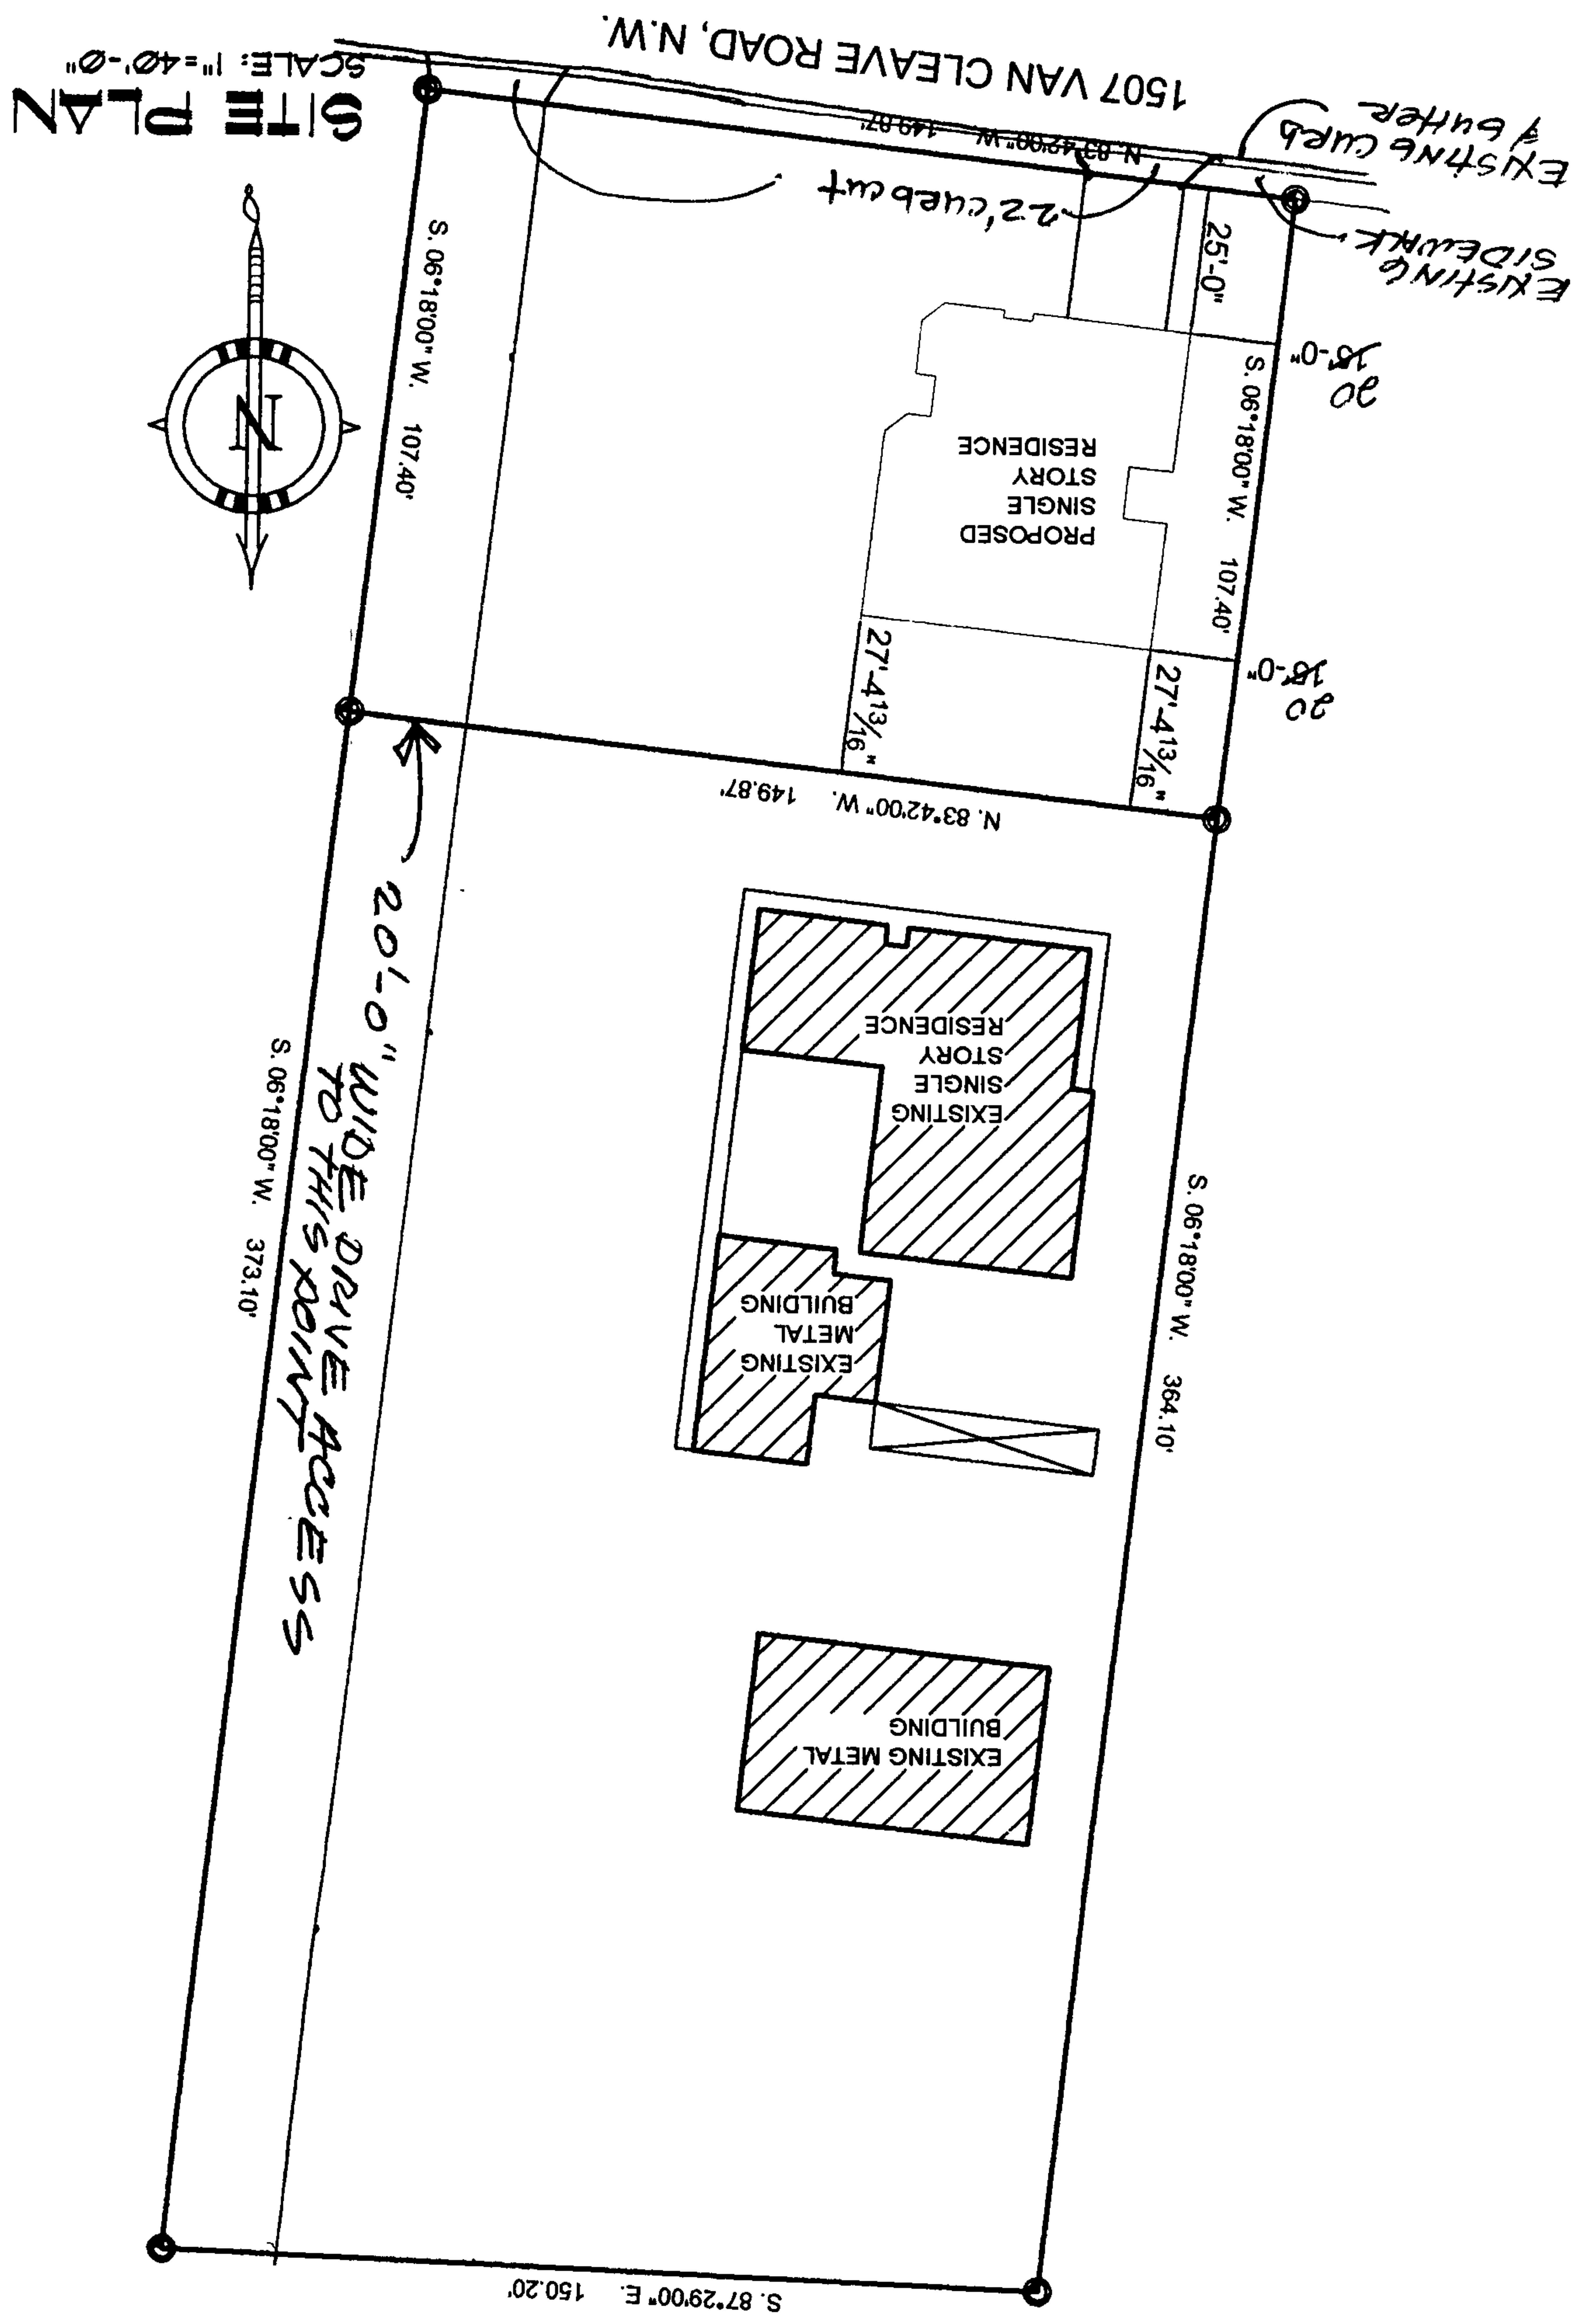 S. 87°29'00" E. 150.20'
EXISTING METAL
BUILDING
EXISTING
METAL
BUILDING
S. 06°18'00" W. 364.10'
S. 06°18'00" W. 373.10'
20'-0" WIDE DRIVE ACCESS
TO THIS POINT
EXISTING
SINGLE
STORY
RESIDENCE
N. 83°42'00" W. 149.87'
27'-4 13/16"
27'-4 13/16"
20
15'-0"
PROPOSED
SINGLE
STORY
RESIDENCE
S. 06°18'00" W. 107.40'
S. 06°18'00" W. 107.40'
N
20
15'-0"
25'-0"
EXISTING
SIDEWALK
22' curb cut
EXISTING CURB
& GUTTER
N. 83°42'00" W. 149.87'
1507 VAN CLEAVE ROAD, N.W.
SITE PLAN
SCALE: 1"=40'-0"